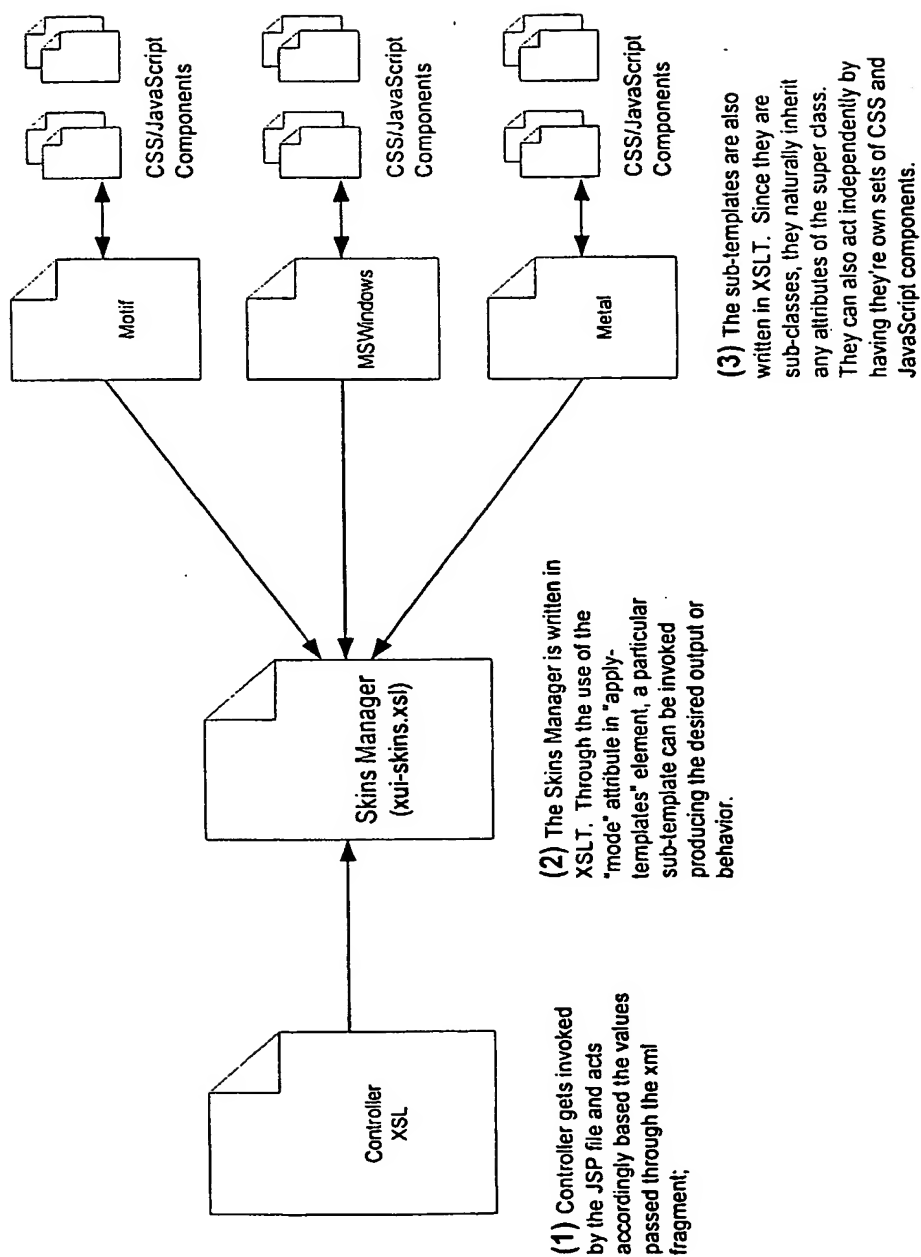 Controller
XSL
(1) Controller gets invoked
by the JSP file and acts
accordingly based the values
passed through the xml
fragment;
Skins Manager
(xui-skins.xsl)
(2) The Skins Manager is written in
XSLT. Through the use of the
"mode" attribute in "apply-
templates" element, a particular
sub-template can be invoked
producing the desired output or
behavior.
Motif
CSS/JavaScript
Components
MSWindows
CSS/JavaScript
Components
Metal
CSS/JavaScript
Components
(3) The sub-templates are also
written in XSLT. Since they are
sub-classes, they naturally inherit
any attributes of the super class.
They can also act independently by
having they're own sets of CSS and
JavaScript components.